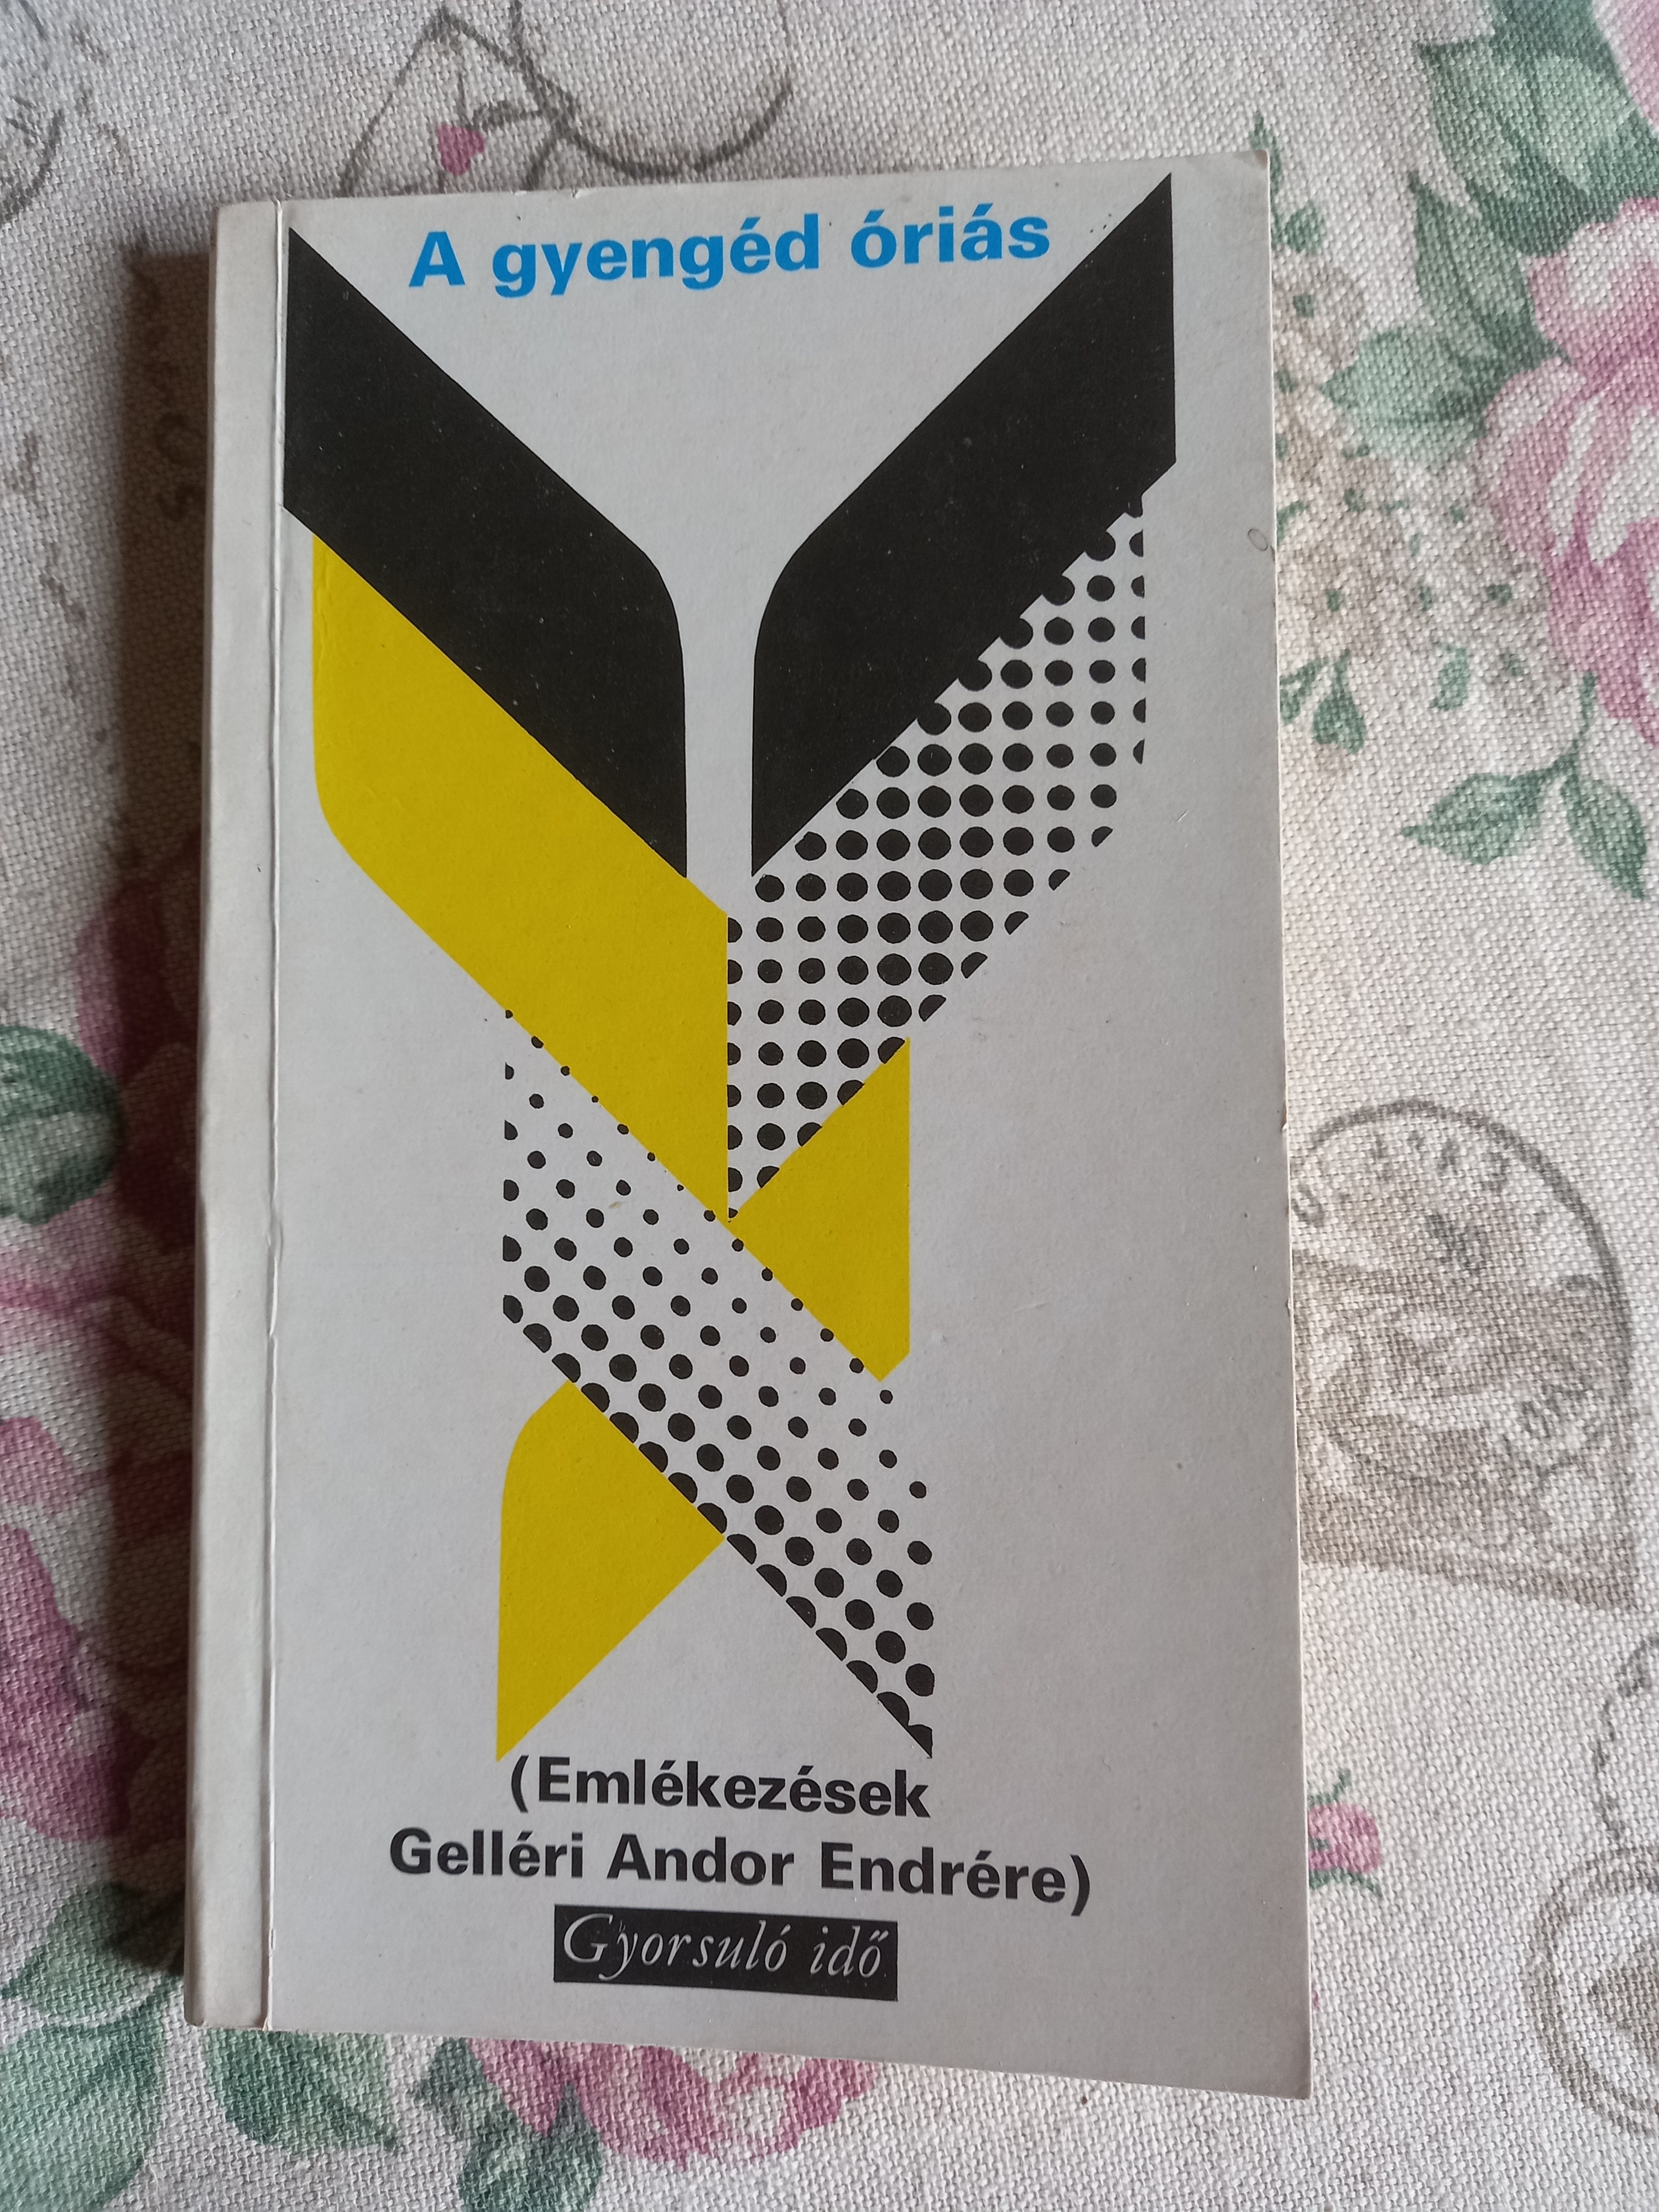 A gyengéd óriás
(Emlékezések
Gelléri Andor Endrére)
Gyorsuló idő